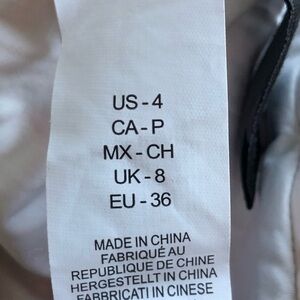 US - 4
CA - P
MX - CH
UK - 8
EU - 36
MADE IN CHINA
FABRIQUÉ AU
REPUBLIQUE DE CHINE
HERGESTELLT IN CHINA
FABBRICATI IN CINESE